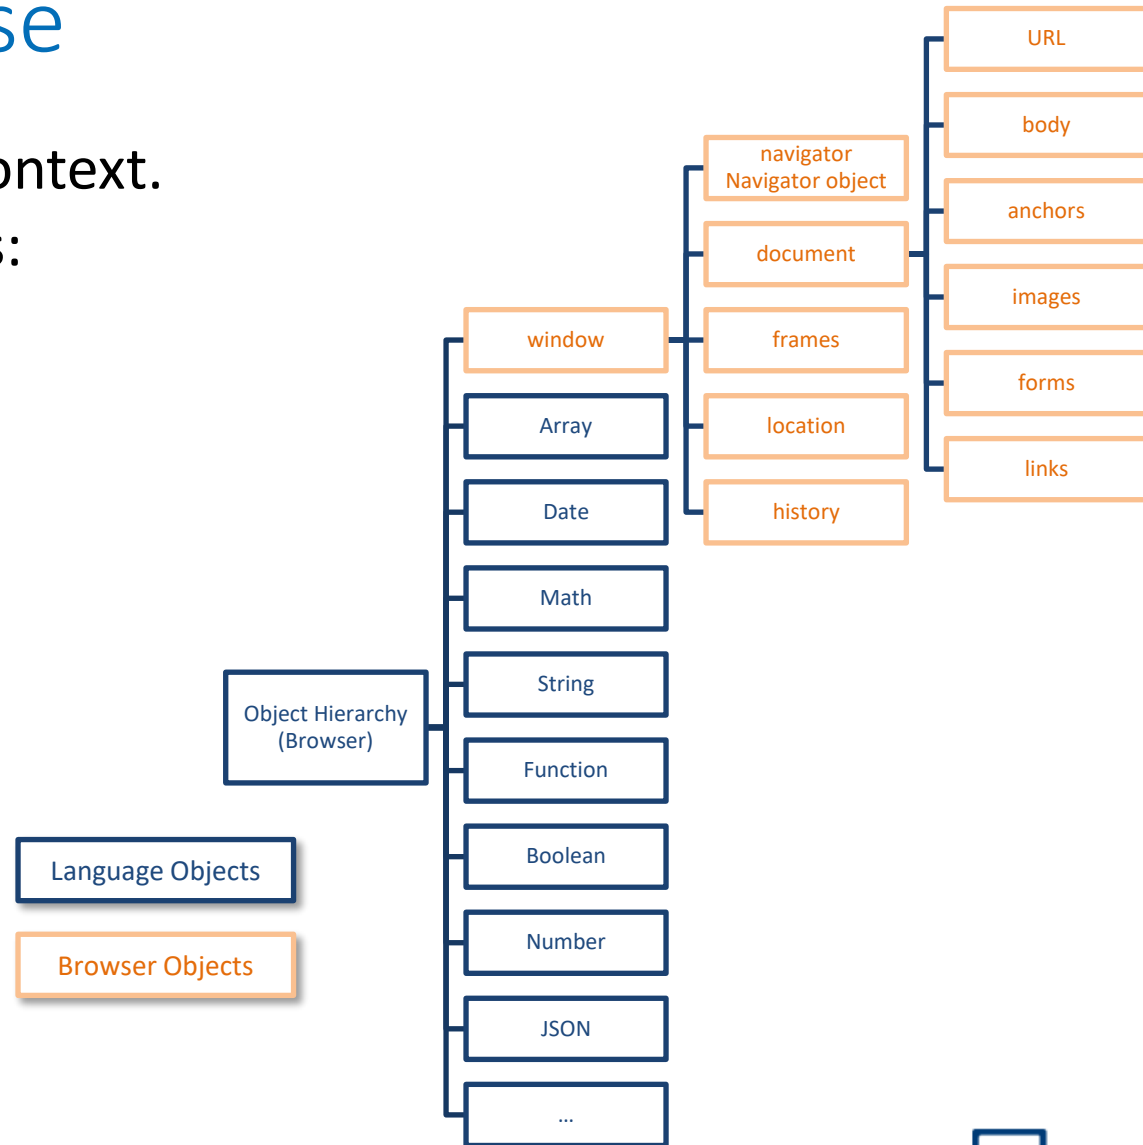 se
ontext.
s:
URL
body
anchors
images
forms
links
navigator
Navigator object
document
frames
location
history
window
Array
Date
Math
String
Function
Boolean
Number
JSON
...
Object Hierarchy
(Browser)
Language Objects
Browser Objects